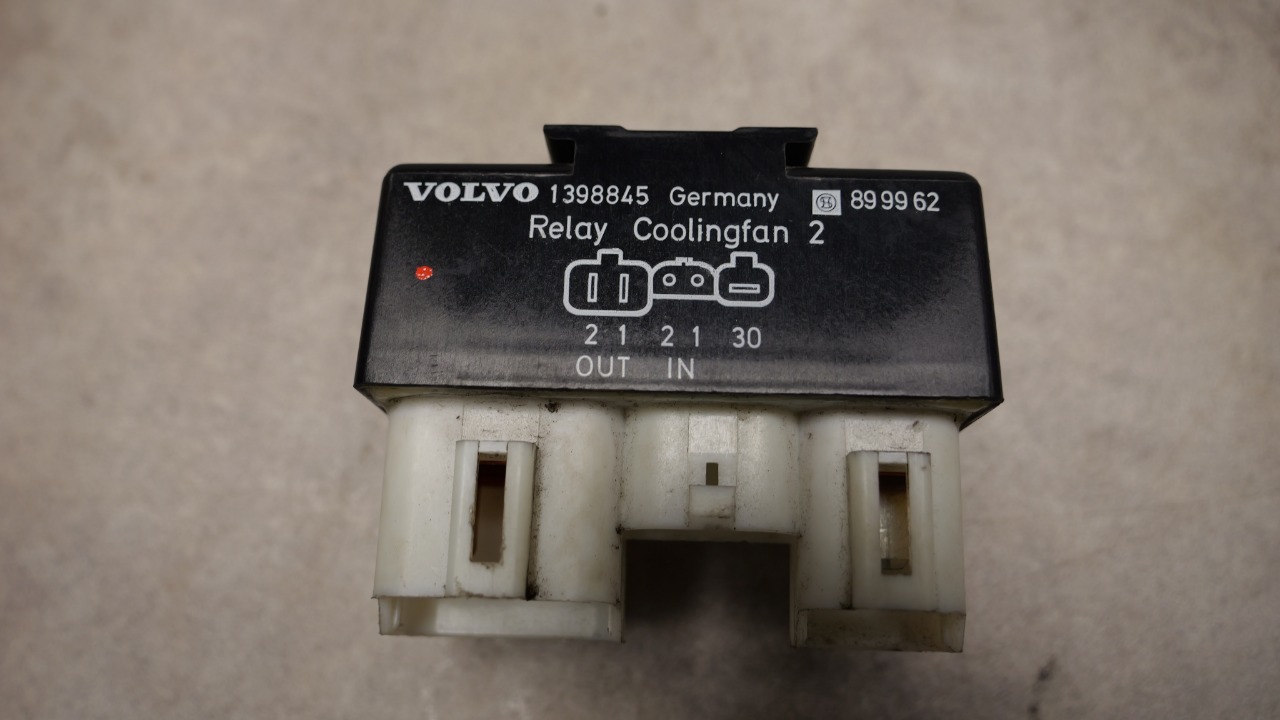 VOLVO 1398845 Germany 89 99 62
Relay Coolingfan 2
2 1 2 1 30
OUT IN